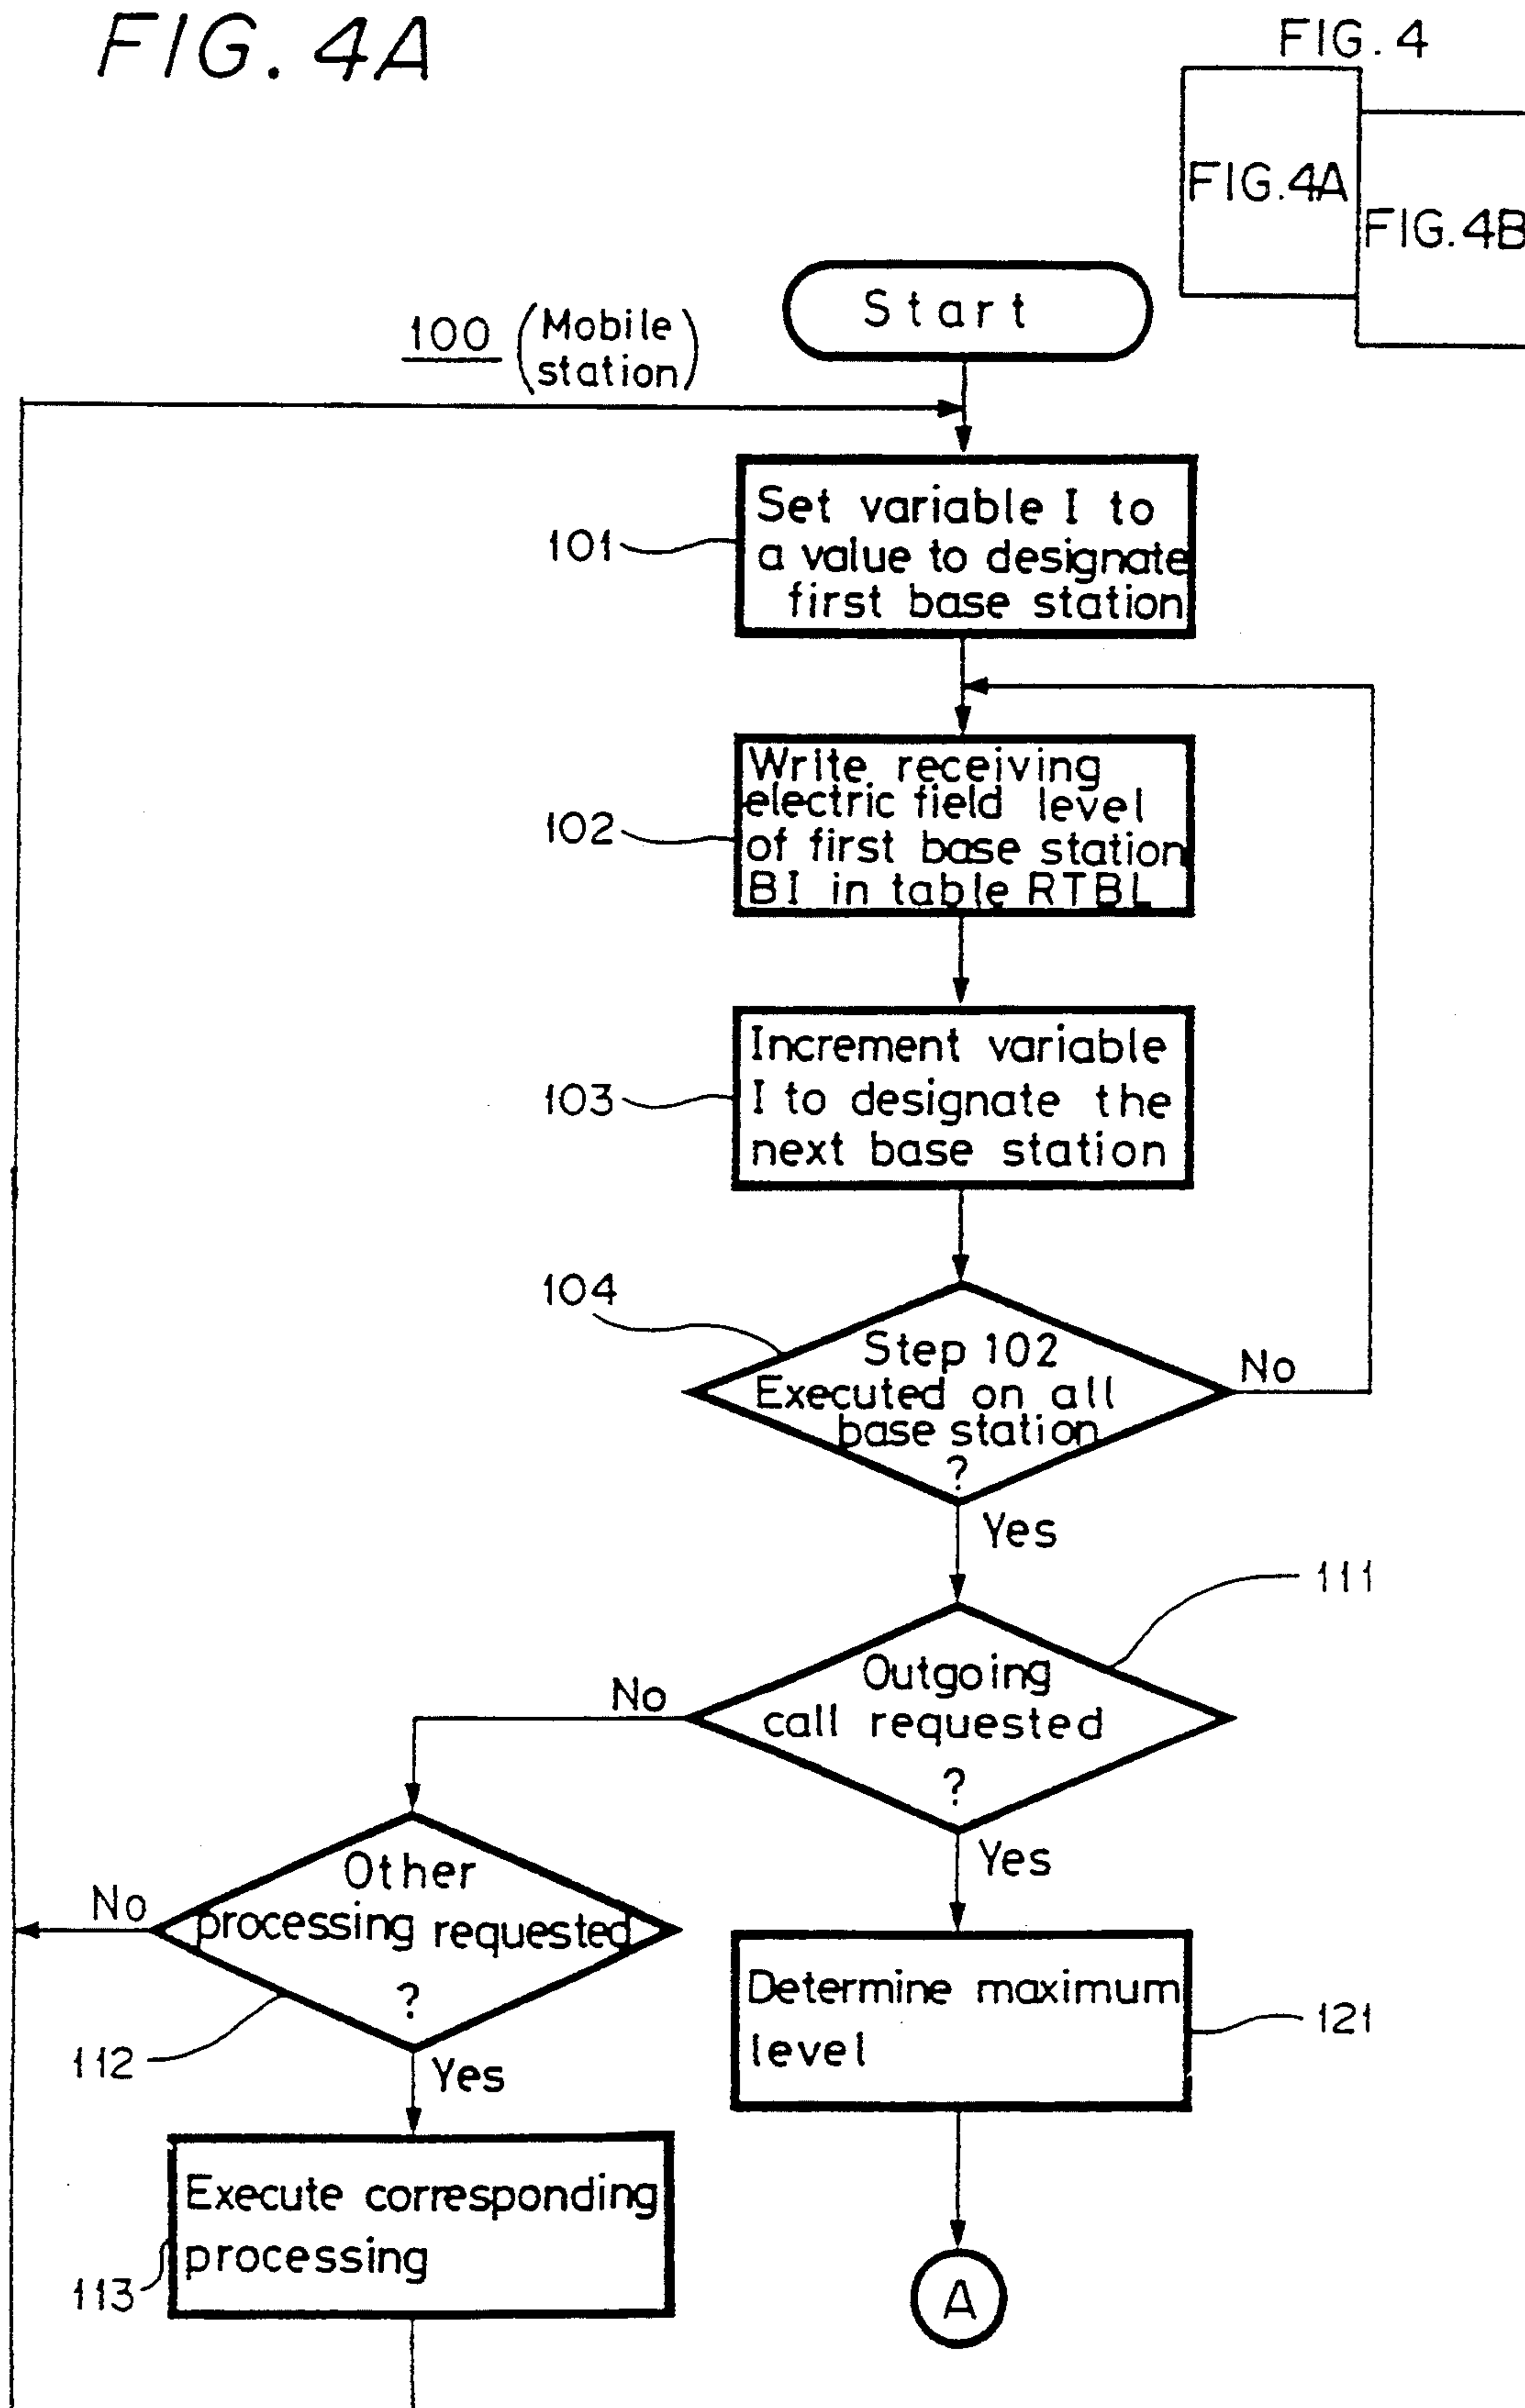 FIG. 4A
FIG. 4
FIG. 4A
FIG. 4B
Start
100 (Mobile
station)
101
Set variable I to
a value to designate
first base station
102
Write receiving
electric field level
of first base station
BI in table RTBL
103
Increment variable
I to designate the
next base station
104
Step 102
Executed on all
base station
?
No
Yes
111
Outgoing
call requested
?
No
Yes
Other
processing requested
?
No
112
Yes
Determine maximum
level
121
Execute corresponding
processing
113
A